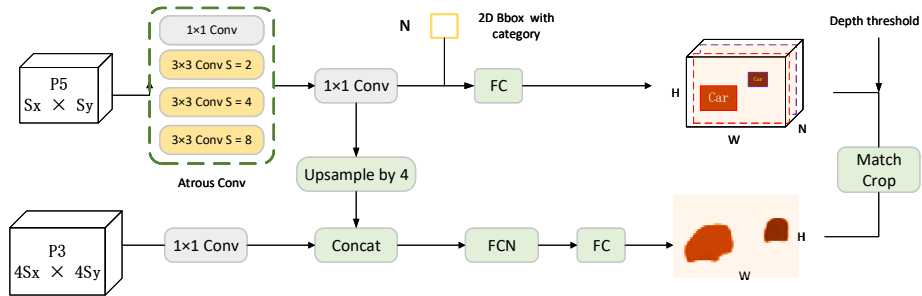 P5
Sx × Sy
1×1 Conv
3×3 Conv S = 2
3×3 Conv S = 4
3×3 Conv S = 8
Atrous Conv
1×1 Conv
N
2D Bbox with
category
FC
Car
Car
H
W
N
Depth threshold
Match
Crop
Upsample by 4
P3
4Sx × 4Sy
1×1 Conv
Concat
FCN
FC
H
W